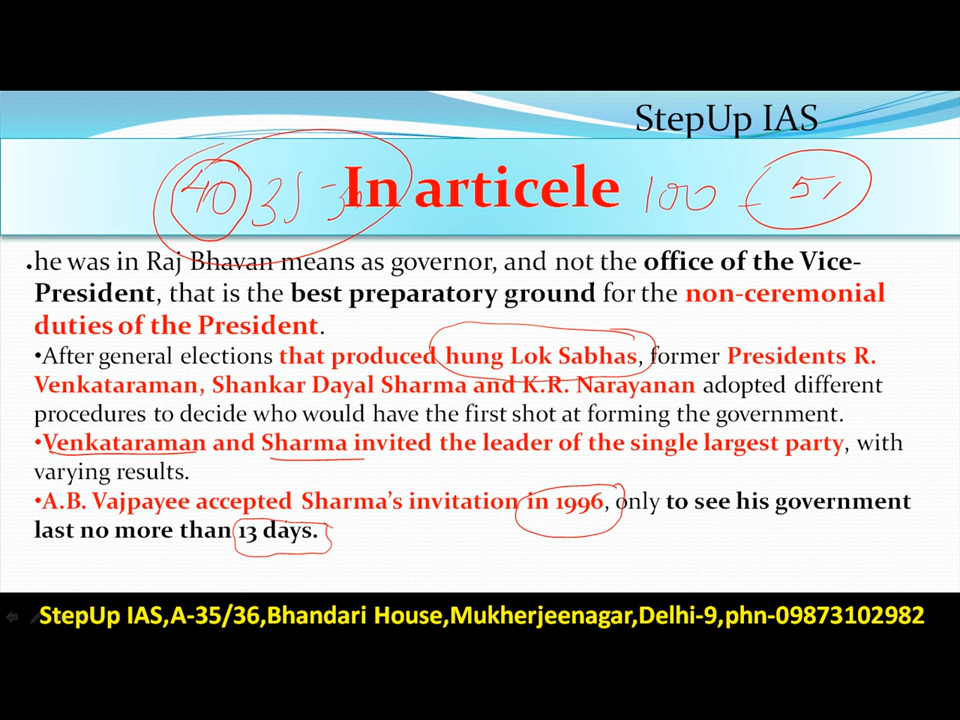 StepUp IAS
In articele
40 35 100 - 51
.he was in Raj Bhavan means as governor, and not the office of the Vice-
President, that is the best preparatory ground for the non-ceremonial
duties of the President.
•After general elections that produced hung Lok Sabhas, former Presidents R.
Venkataraman, Shankar Dayal Sharma and K.R. Narayanan adopted different
procedures to decide who would have the first shot at forming the government.
•Venkataraman and Sharma invited the leader of the single largest party, with
varying results.
•A.B. Vajpayee accepted Sharma's invitation in 1996, only to see his government
last no more than 13 days.
StepUp IAS,A-35/36,Bhandari House,Mukherjeenagar,Delhi-9,phn-09873102982